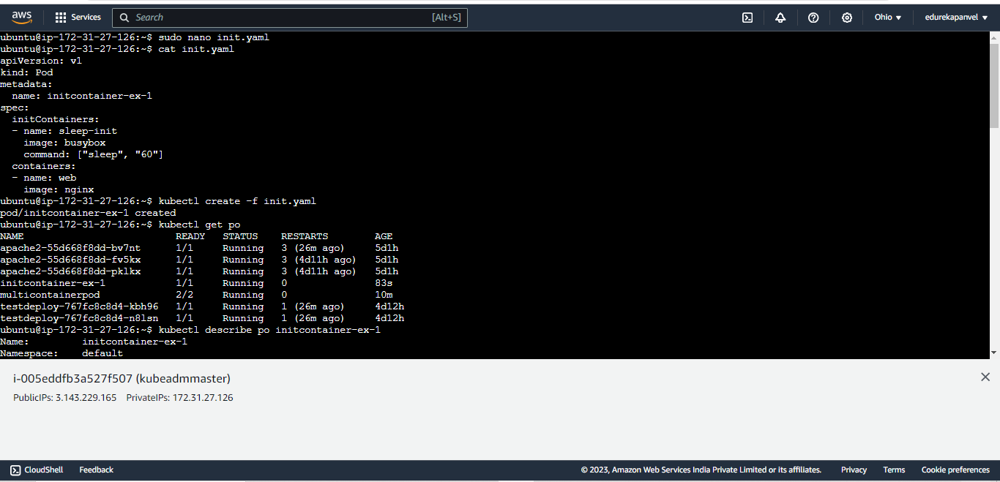 aws Services Search [Alt+S] Ohio edurekapanvel
ubuntu@ip-172-31-27-126:~$ sudo nano init.yaml
ubuntu@ip-172-31-27-126:~$ cat init.yaml
apiVersion: v1
kind: Pod
metadata:
  name: initcontainer-ex-1
spec:
  initContainers:
  - name: sleep-init
    image: busybox
    command: ["sleep", "60"]
  containers:
  - name: web
    image: nginx
ubuntu@ip-172-31-27-126:~$ kubectl create -f init.yaml
pod/initcontainer-ex-1 created
ubuntu@ip-172-31-27-126:~$ kubectl get po
NAME                          READY   STATUS    RESTARTS        AGE
apache2-55d668f8dd-bv7nt      1/1     Running   3 (26m ago)     5d1h
apache2-55d668f8dd-fv5kx      1/1     Running   3 (4d11h ago)   5d1h
apache2-55d668f8dd-pklkx      1/1     Running   3 (4d11h ago)   5d1h
initcontainer-ex-1            1/1     Running   0               83s
multicontainerpod             2/2     Running   0               10m
testdeploy-767fc8c8d4-kbh96   1/1     Running   1 (26m ago)     4d12h
testdeploy-767fc8c8d4-n8lsn   1/1     Running   1 (26m ago)     4d12h
ubuntu@ip-172-31-27-126:~$ kubectl describe po initcontainer-ex-1
Name:         initcontainer-ex-1
Namespace:    default
i-005eddfb3a527f507 (kubeadmmaster)
PublicIPs: 3.143.229.165 PrivateIPs: 172.31.27.126
CloudShell Feedback © 2023, Amazon Web Services India Private Limited or its affiliates. Privacy Terms Cookie preferences